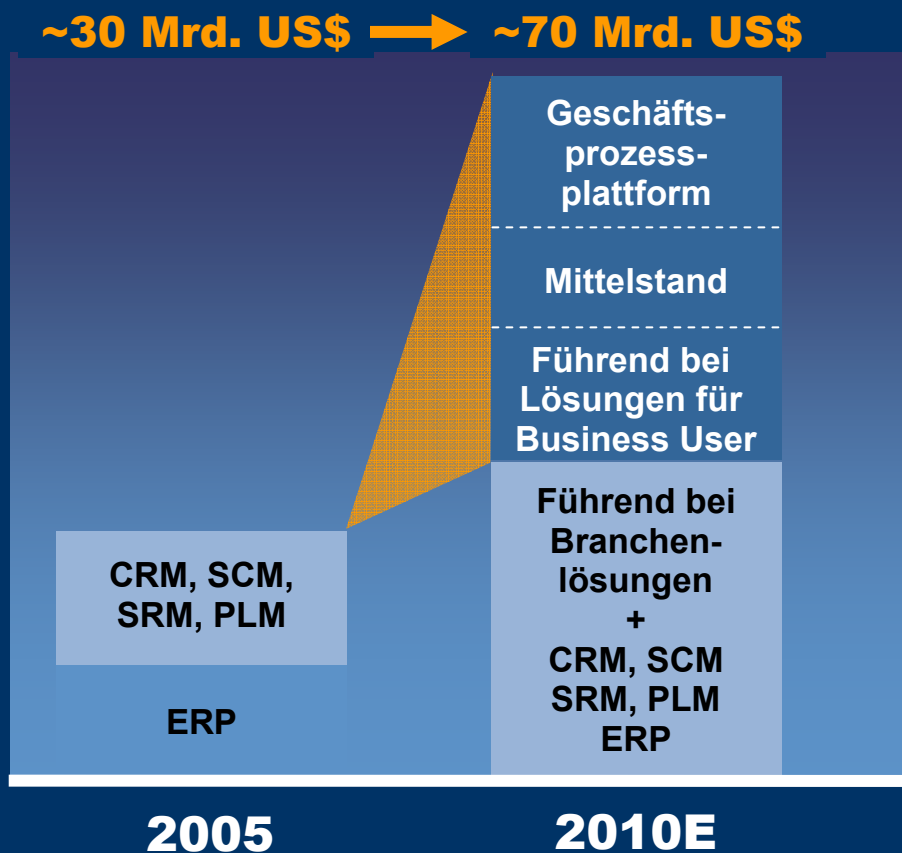 ~30 Mrd. US$ → ~70 Mrd. US$
Geschäfts-
prozess-
plattform
Mittelstand
Führend bei
Lösungen für
Business User
Führend bei
Branchen-
lösungen
+
CRM, SCM
SRM, PLM
ERP
CRM, SCM,
SRM, PLM
ERP
2005
2010E